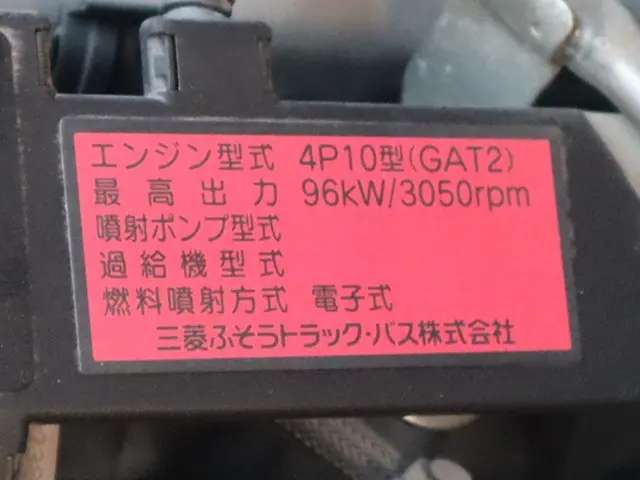 エンジン型式 4P10型(GAT2)
最高出力 96kW/3050rpm
噴射ポンプ型式
過給機型式
燃料噴射方式 電子式
三菱ふそうトラック・バス株式会社